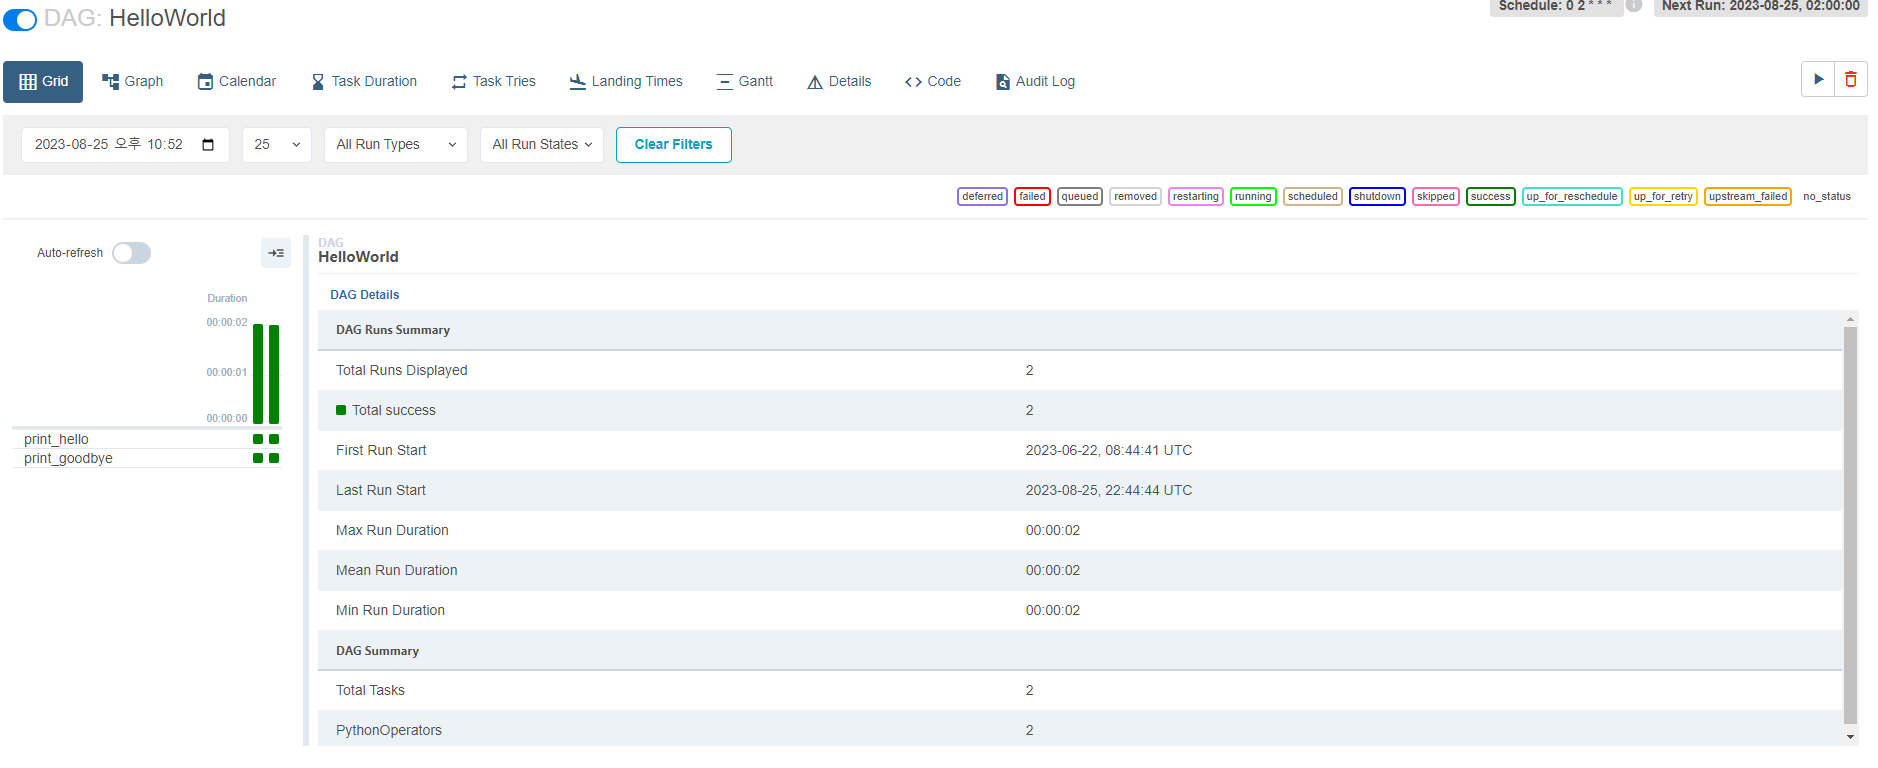 DAG: HelloWorld
Schedule: 0 2 * * *
Next Run: 2023-08-25, 02:00:00
Grid
Graph
Calendar
Task Duration
Task Tries
Landing Times
Gantt
Details
Code
Audit Log
2023-08-25 오후 10:52
25
All Run Types
All Run States
Clear Filters
deferred
failed
queued
removed
restarting
running
scheduled
shutdown
skipped
success
up_for_reschedule
up_for_retry
upstream_failed
no_status
Auto-refresh
Duration
00:00:02
00:00:01
00:00:00
print_hello
print_goodbye
DAG
HelloWorld
DAG Details
DAG Runs Summary
Total Runs Displayed 2
Total success 2
First Run Start 2023-06-22, 08:44:41 UTC
Last Run Start 2023-08-25, 22:44:44 UTC
Max Run Duration 00:00:02
Mean Run Duration 00:00:02
Min Run Duration 00:00:02
DAG Summary
Total Tasks 2
PythonOperators 2